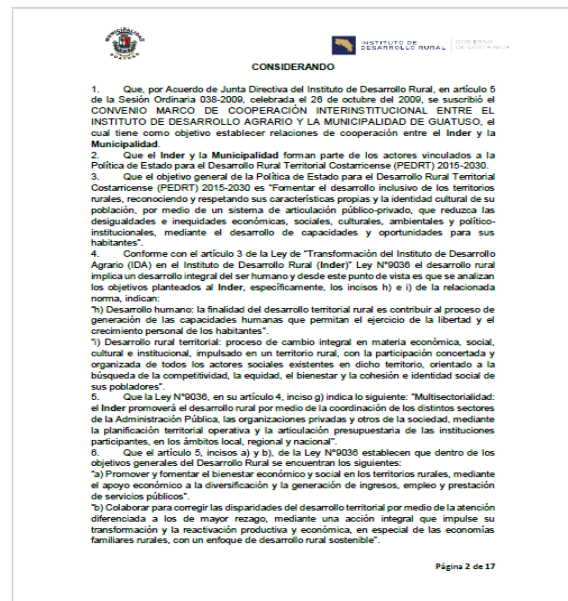 MUNICIPALIDAD
GUATUSO
INSTITUTO DE
DESARROLLO RURAL
GOBIERNO
DE COSTA RICA
CONSIDERANDO
1. Que, por Acuerdo de Junta Directiva del Instituto de Desarrollo Rural, en artículo 5
de la Sesión Ordinaria 038-2009, celebrada el 26 de octubre del 2009, se suscribió el
CONVENIO MARCO DE COOPERACIÓN INTERINSTITUCIONAL ENTRE EL
INSTITUTO DE DESARROLLO AGRARIO Y LA MUNICIPALIDAD DE GUATUSO, el
cual tiene como objetivo establecer relaciones de cooperación entre el Inder y la
Municipalidad.
2. Que el Inder y la Municipalidad forman parte de los actores vinculados a la
Política de Estado para el Desarrollo Rural Territorial Costarricense (PEDRT) 2015-2030.
3. Que el objetivo general de la Política de Estado para el Desarrollo Rural Territorial
Costarricense (PEDRT) 2015-2030 es "Fomentar el desarrollo inclusivo de los territorios
rurales, reconociendo y respetando sus características propias y la identidad cultural de su
población, por medio de un sistema de articulación público-privado, que reduzca las
desigualdades e inequidades económicas, sociales, culturales, ambientales y político-
institucionales, mediante el desarrollo de capacidades y oportunidades para sus
habitantes".
4. Conforme con el artículo 3 de la Ley de "Transformación del Instituto de Desarrollo
Agrario (IDA) en el Instituto de Desarrollo Rural (Inder)" Ley N°9036 el desarrollo rural
implica un desarrollo integral del ser humano y desde este punto de vista es que se analizan
los objetivos planteados al Inder, específicamente, los incisos h) e i) de la relacionada
norma, indican:
"h) Desarrollo humano: la finalidad del desarrollo territorial rural es contribuir al proceso de
generación de las capacidades humanas que permitan el ejercicio de la libertad y el
crecimiento personal de los habitantes".
"i) Desarrollo rural territorial: proceso de cambio integral en materia económica, social,
cultural e institucional, impulsado en un territorio rural, con la participación concertada y
organizada de todos los actores sociales existentes en dicho territorio, orientado a la
búsqueda de la competitividad, la equidad, el bienestar y la cohesión e identidad social de
sus pobladores".
5. Que la Ley N°9036, en su artículo 4, inciso g) indica lo siguiente: "Multisectorialidad:
el Inder promoverá el desarrollo rural por medio de la coordinación de los distintos sectores
de la Administración Pública, las organizaciones privadas y otros de la sociedad, mediante
la planificación territorial operativa y la articulación presupuestaria de las instituciones
participantes, en los ámbitos local, regional y nacional".
6. Que el artículo 5, incisos a) y b), de la Ley N°9036 establecen que dentro de los
objetivos generales del Desarrollo Rural se encuentran los siguientes:
"a) Promover y fomentar el bienestar económico y social en los territorios rurales, mediante
el apoyo económico a la diversificación y la generación de ingresos, empleo y prestación
de servicios públicos".
"b) Colaborar para corregir las disparidades del desarrollo territorial por medio de la atención
diferenciada a los de mayor rezago, mediante una acción integral que impulse su
transformación y la reactivación productiva y económica, en especial de las economías
familiares rurales, con un enfoque de desarrollo rural sostenible".
Página 2 de 17